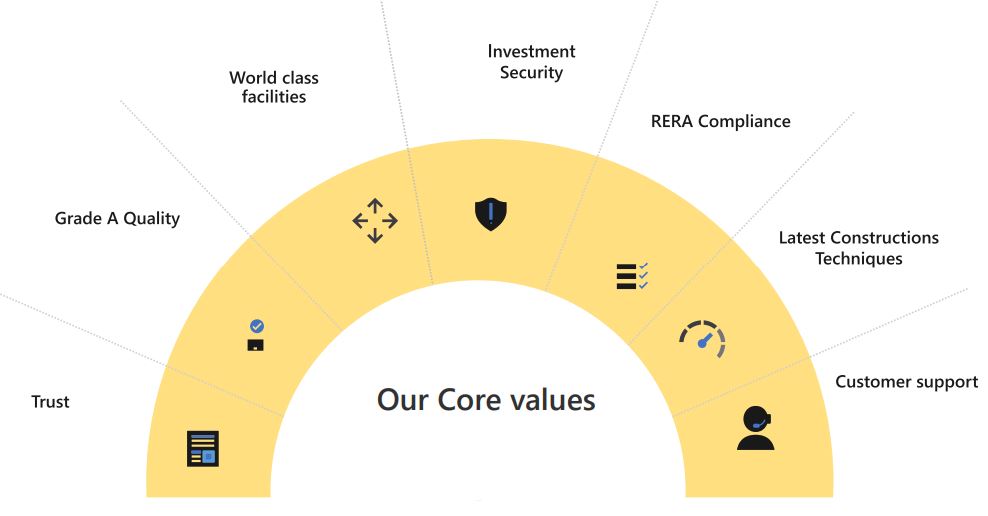 Investment
Security
World class
facilities
RERA Compliance
Grade A Quality
Latest Constructions
Techniques
Customer support
Trust
Our Core values